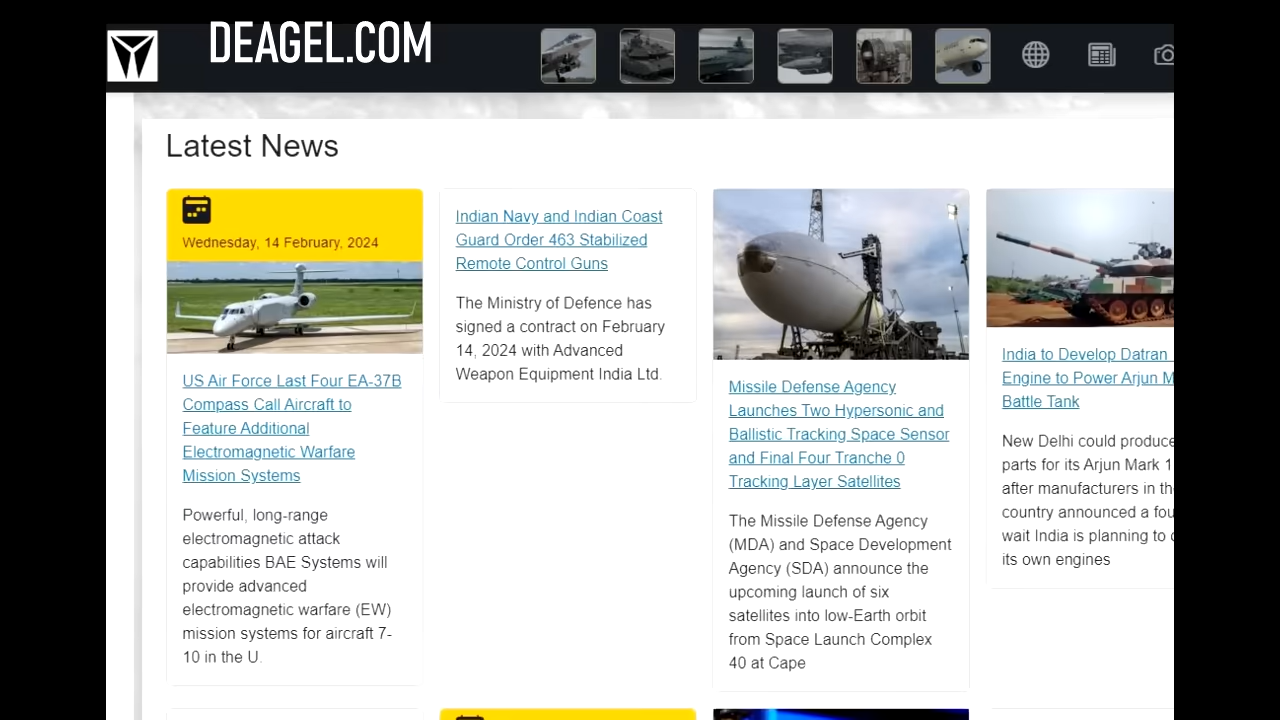 DEAGEL.COM
Latest News
Wednesday, 14 February, 2024
US Air Force Last Four EA-37B
Compass Call Aircraft to
Feature Additional
Electromagnetic Warfare
Mission Systems
Powerful, long-range
electromagnetic attack
capabilities BAE Systems will
provide advanced
electromagnetic warfare (EW)
mission systems for aircraft 7-
10 in the U.
Indian Navy and Indian Coast
Guard Order 463 Stabilized
Remote Control Guns
The Ministry of Defence has
signed a contract on February
14, 2024 with Advanced
Weapon Equipment India Ltd.
Missile Defense Agency
Launches Two Hypersonic and
Ballistic Tracking Space Sensor
and Final Four Tranche 0
Tracking Layer Satellites
The Missile Defense Agency
(MDA) and Space Development
Agency (SDA) announce the
upcoming launch of six
satellites into low-Earth orbit
from Space Launch Complex
40 at Cape
India to Develop Datran
Engine to Power Arjun M
Battle Tank
New Delhi could produce
parts for its Arjun Mark 1
after manufacturers in th
country announced a fou
wait India is planning to
its own engines